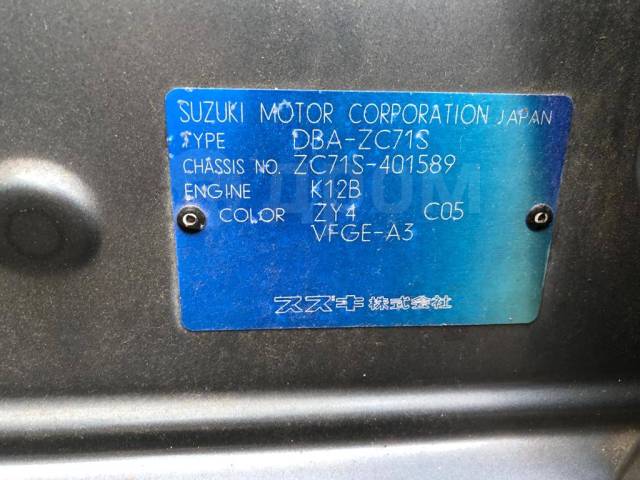 SUZUKI MOTOR CORPORATION JAPAN
TYPE DBA-ZC71S
CHASSIS NO. ZC71S-401589
ENGINE K12B
COLOR ZY4 C05
VFGE-A3
スズキ株式会社